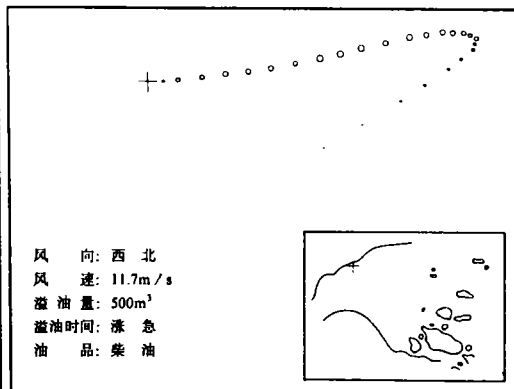 风 向: 西 北
风 速: 11.7m/s
溢 油 量: 500m³
溢油时间: 涨 急
油 品: 柴 油